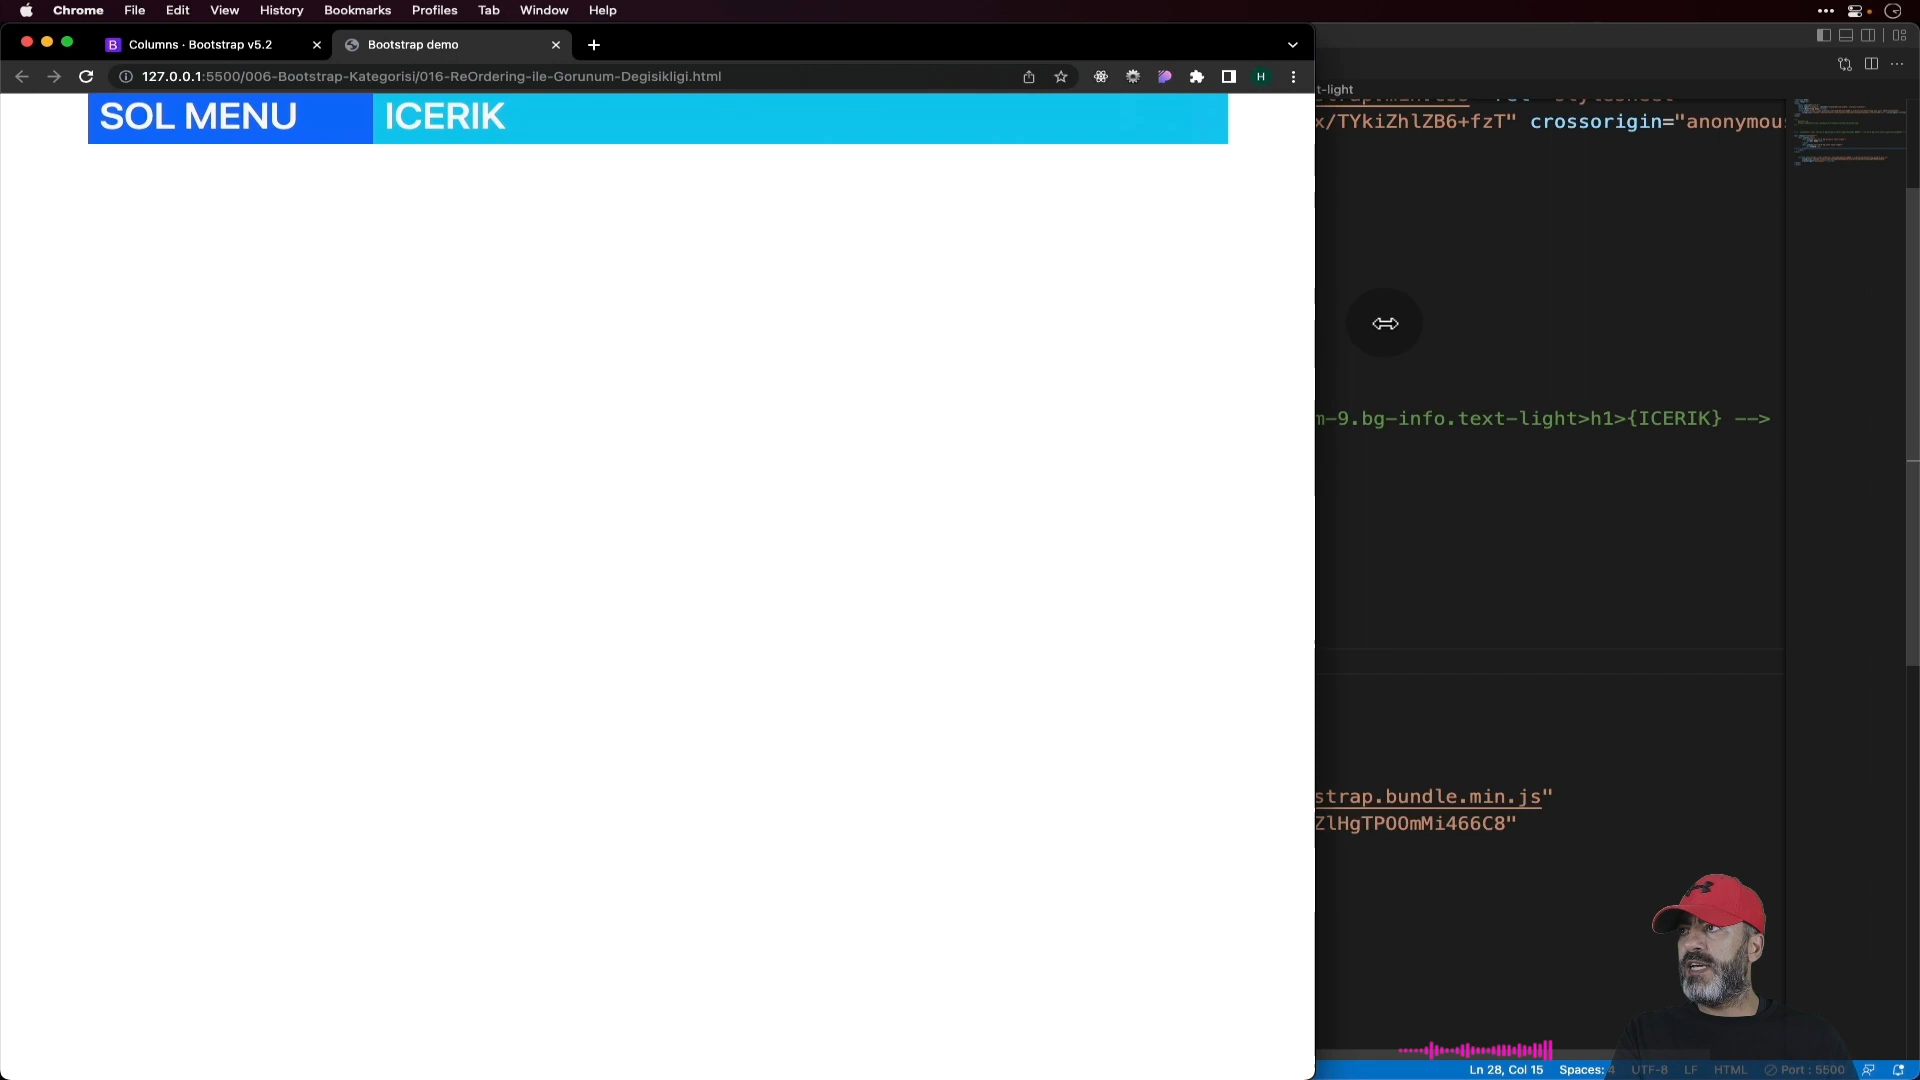 Chrome File Edit View History Bookmarks Profiles Tab Window Help
Columns · Bootstrap v5.2
Bootstrap demo
127.0.0.1:5500/006-Bootstrap-Kategorisi/016-ReOrdering-ile-Gorunum-Degisikligi.html
H
SOL MENU
ICERIK
t-light
x/TYkiZhlZB6+fzT" crossorigin="anonymous
m-9.bg-info.text-light>h1>{ICERIK} -->
strap.bundle.min.js"
ZlHgTPOOmMi466C8"
Ln 28, Col 15 Spaces: 4 UTF-8 LF HTML Port : 5500